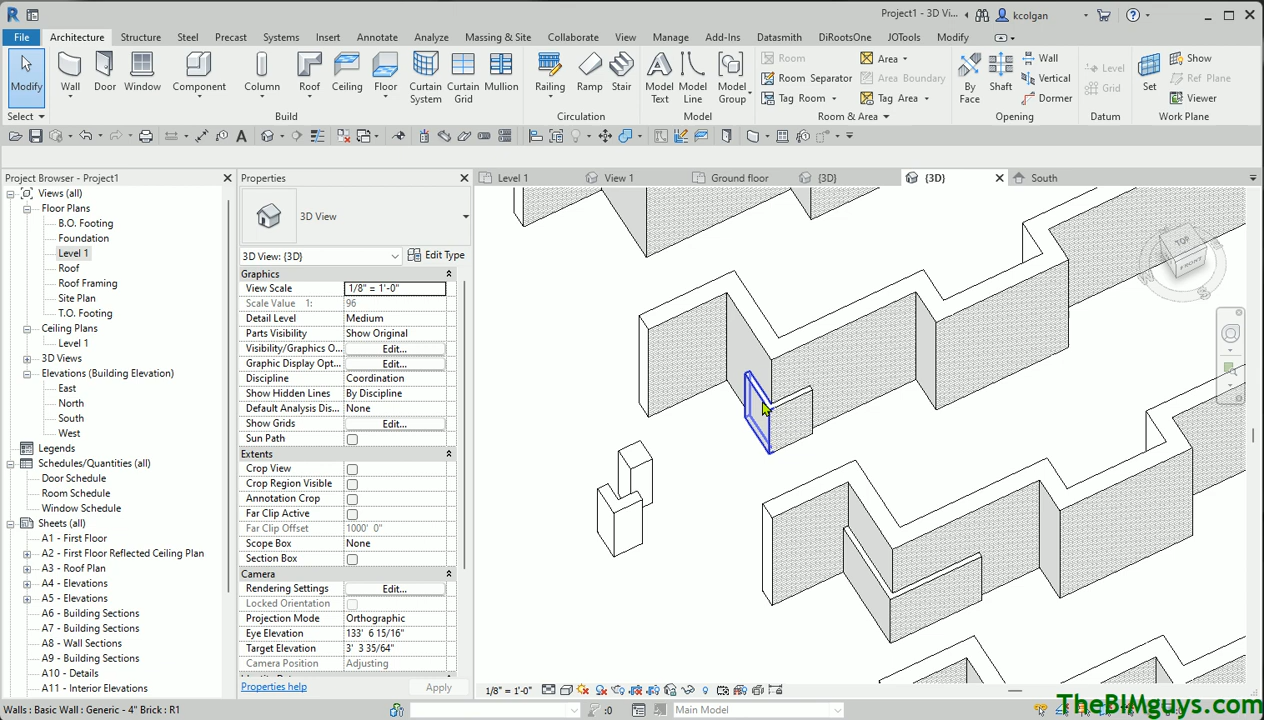 Project1 - 3D Vi...
kcolgan
File
Architecture
Structure
Steel
Precast
Systems
Insert
Annotate
Analyze
Massing & Site
Collaborate
View
Manage
Add-Ins
Datasmith
DiRootsOne
JOTools
Modify
Modify
Wall
Door
Window
Component
Column
Roof
Ceiling
Floor
Curtain System
Curtain Grid
Mullion
Railing
Ramp
Stair
Model Text
Model Line
Model Group
Room
Room Separator
Tag Room
Area
Area Boundary
Tag Area
By Face
Shaft
Wall
Vertical
Dormer
Level
Grid
Set
Show
Ref Plane
Viewer
Select
Build
Circulation
Model
Room & Area
Opening
Datum
Work Plane
Project Browser - Project1
Views (all)
Floor Plans
B.O. Footing
Foundation
Level 1
Roof
Roof Framing
Site Plan
T.O. Footing
Ceiling Plans
Level 1
3D Views
Elevations (Building Elevation)
East
North
South
West
Legends
Schedules/Quantities (all)
Door Schedule
Room Schedule
Window Schedule
Sheets (all)
A1 - First Floor
A2 - First Floor Reflected Ceiling Plan
A3 - Roof Plan
A4 - Elevations
A5 - Elevations
A6 - Building Sections
A7 - Building Sections
A8 - Wall Sections
A9 - Building Sections
A10 - Details
A11 - Interior Elevations
Properties
3D View
3D View: {3D}
Edit Type
Graphics
View Scale 1/8" = 1'-0"
Scale Value 1: 96
Detail Level Medium
Parts Visibility Show Original
Visibility/Graphics O... Edit...
Graphic Display Opt... Edit...
Discipline Coordination
Show Hidden Lines By Discipline
Default Analysis Dis... None
Show Grids Edit...
Sun Path
Extents
Crop View
Crop Region Visible
Annotation Crop
Far Clip Active
Far Clip Offset 1000' 0"
Scope Box None
Section Box
Camera
Rendering Settings Edit...
Locked Orientation
Projection Mode Orthographic
Eye Elevation 133' 6 15/16"
Target Elevation 3' 3 35/64"
Camera Position Adjusting
Properties help
Apply
Level 1
View 1
Ground floor
{3D}
{3D}
South
TOP
FRONT
1/8" = 1'-0"
Walls : Basic Wall : Generic - 4" Brick : R1
:0
Main Model
TheBIMguys.com